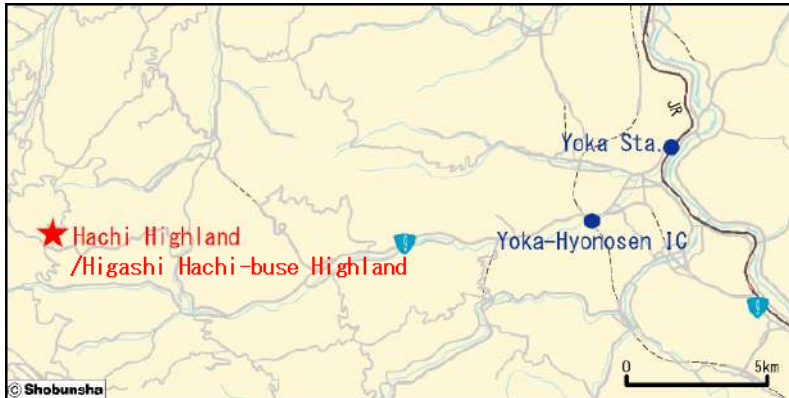 JR
Yoka Sta.
Hachi Highland
/Higashi Hachi-buse Highland
9
Yoka-Hyonosen IC
9
0 5km
© Shobunsha